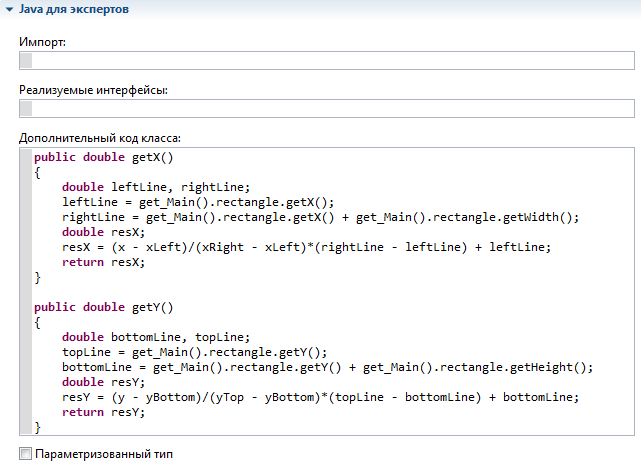 Java для экспертов
Импорт:
Реализуемые интерфейсы:
Дополнительный код класса:
public double getX()
{
    double leftLine, rightLine;
    leftLine = get_Main().rectangle.getX();
    rightLine = get_Main().rectangle.getX() + get_Main().rectangle.getWidth();
    double resX;
    resX = (x - xLeft)/(xRight - xLeft)*(rightLine - leftLine) + leftLine;
    return resX;
}

public double getY()
{
    double bottomLine, topLine;
    topLine = get_Main().rectangle.getY();
    bottomLine = get_Main().rectangle.getY() + get_Main().rectangle.getHeight();
    double resY;
    resY = (y - yBottom)/(yTop - yBottom)*(topLine - bottomLine) + bottomLine;
    return resY;
}
Параметризованный тип